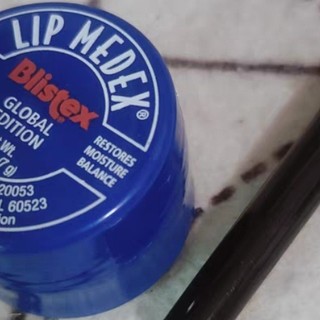 LIP MEDEX®
Blistex
GLOBAL
EDITION
RESTORES
MOISTURE
BALANCE
20053
60523